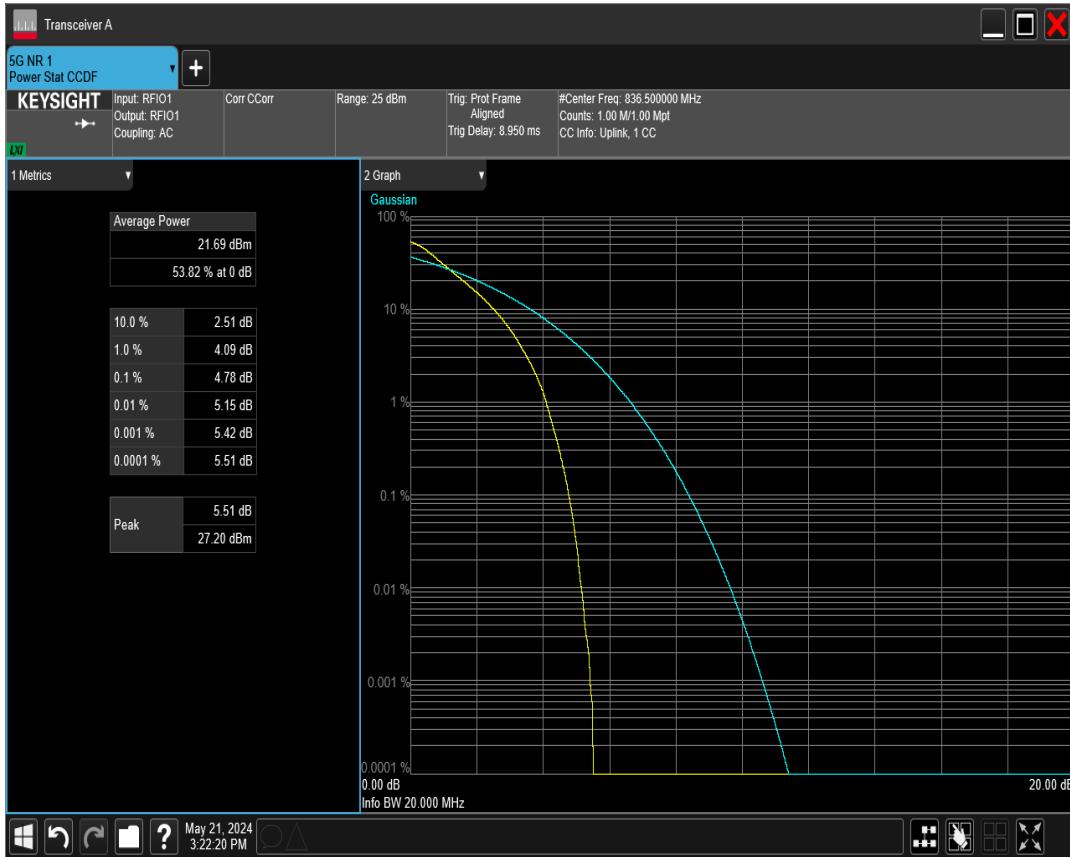 Transceiver A
5G NR 1
Power Stat CCDF
KEYSIGHT
LXI
Input: RFIO1
Output: RFIO1
Coupling: AC
Corr CCorr
Range: 25 dBm
Trig: Prot Frame
Aligned
Trig Delay: 8.950 ms
#Center Freq: 836.500000 MHz
Counts: 1.00 M/1.00 Mpt
CC Info: Uplink, 1 CC
1 Metrics
Average Power
21.69 dBm
53.82 % at 0 dB
10.0 % 2.51 dB
1.0 % 4.09 dB
0.1 % 4.78 dB
0.01 % 5.15 dB
0.001 % 5.42 dB
0.0001 % 5.51 dB
Peak
5.51 dB
27.20 dBm
2 Graph
Gaussian
100 %
10 %
1 %
0.1 %
0.01 %
0.001 %
0.0001 %
0.00 dB
20.00 dB
Info BW 20.000 MHz
?
May 21, 2024
3:22:20 PM